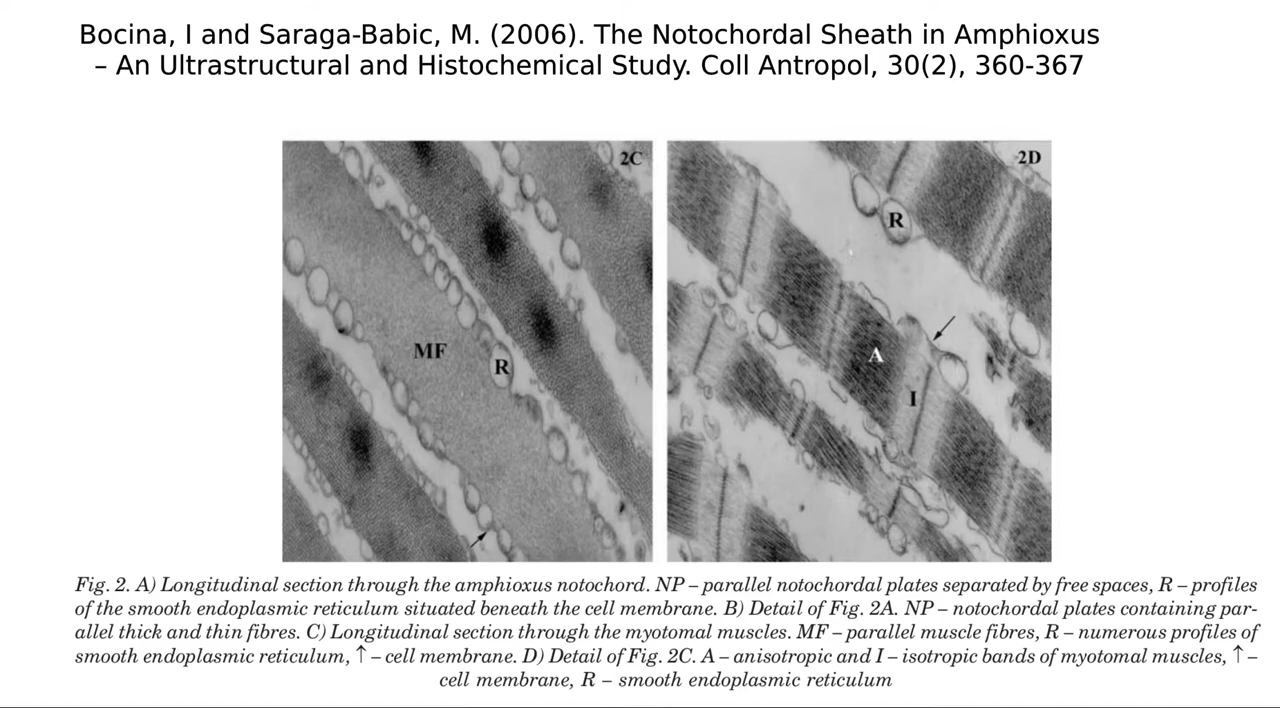 Bocina, I and Saraga-Babic, M. (2006). The Notochordal Sheath in Amphioxus
– An Ultrastructural and Histochemical Study. Coll Antropol, 30(2), 360-367
2C
2D
R
MF
R
A
I
Fig. 2. A) Longitudinal section through the amphioxus notochord. NP – parallel notochordal plates separated by free spaces, R – profiles
of the smooth endoplasmic reticulum situated beneath the cell membrane. B) Detail of Fig. 2A. NP – notochordal plates containing par-
allel thick and thin fibres. C) Longitudinal section through the myotomal muscles. MF – parallel muscle fibres, R – numerous profiles of
smooth endoplasmic reticulum, ↑ – cell membrane. D) Detail of Fig. 2C. A – anisotropic and I – isotropic bands of myotomal muscles, ↑ –
cell membrane, R – smooth endoplasmic reticulum